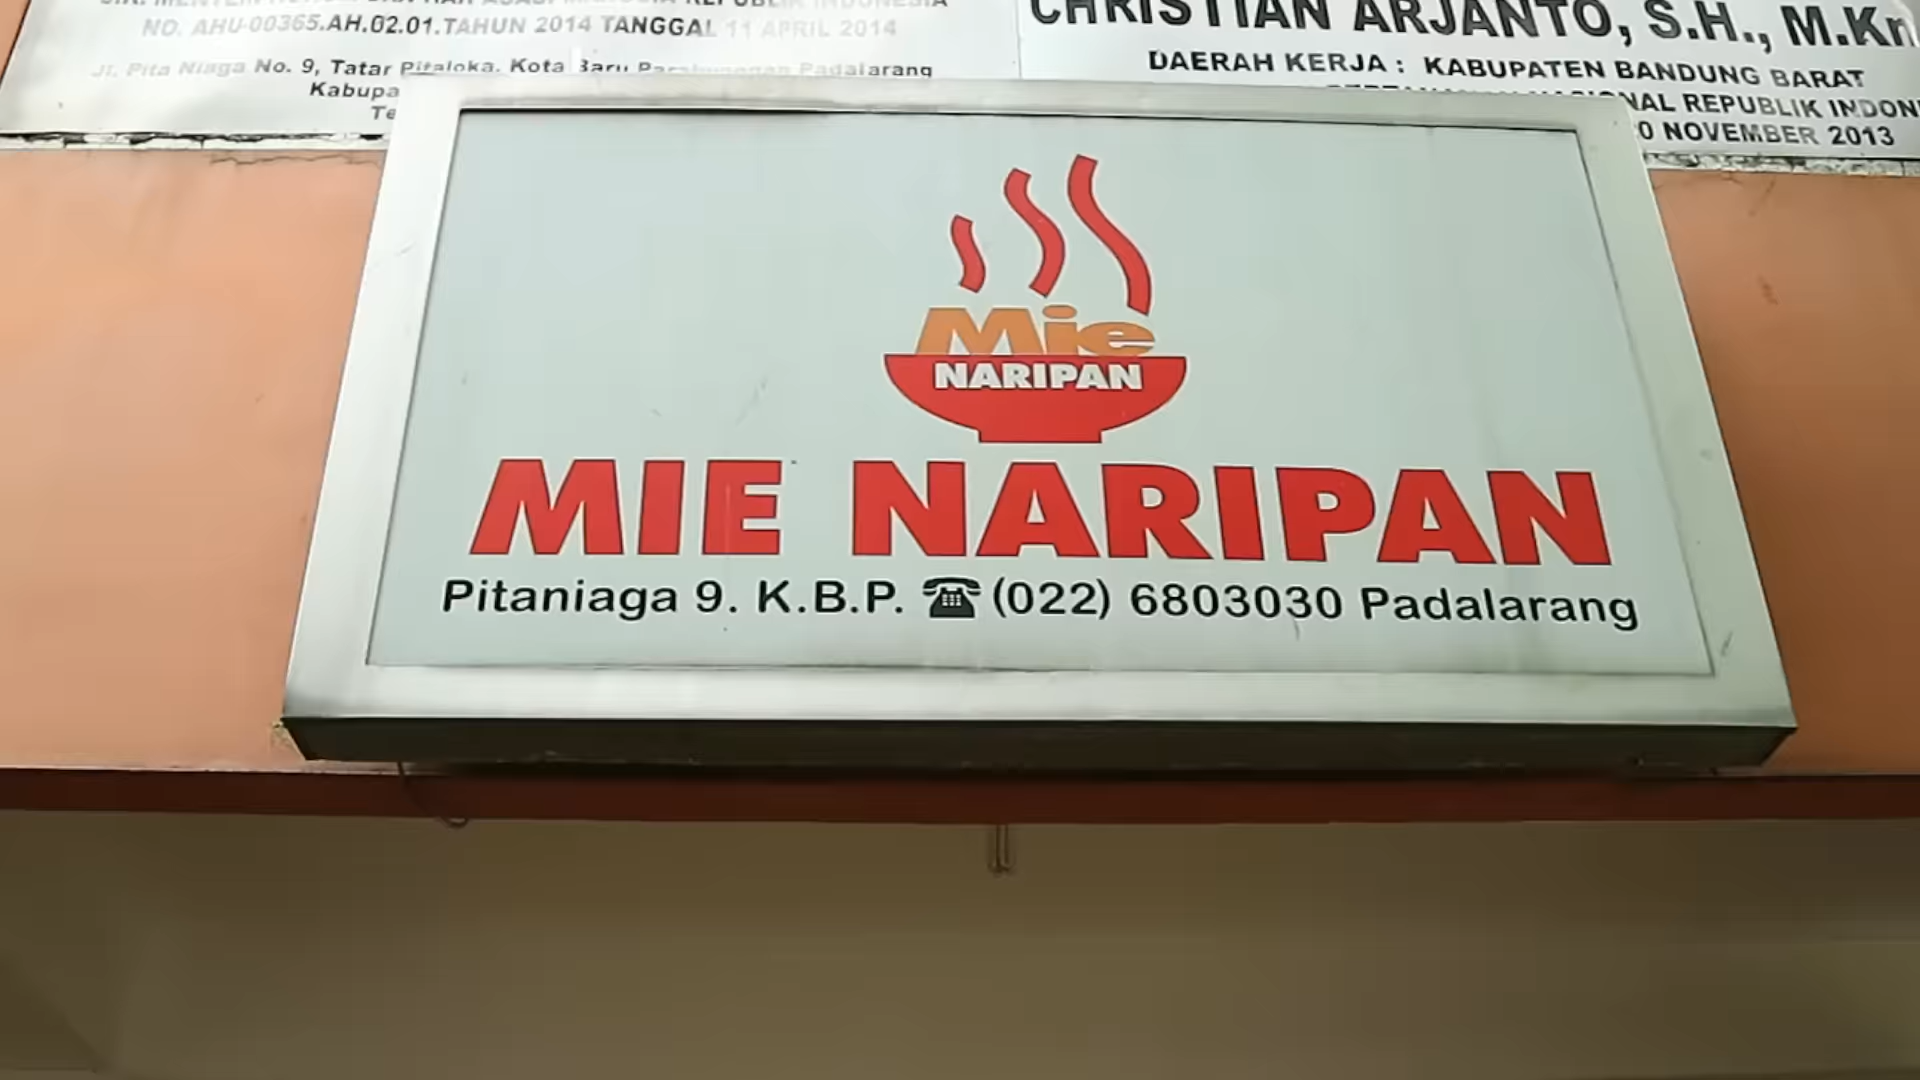 NO. AHU-00365.AH.02.01.TAHUN 2014 TANGGAL 11 APRIL 2014
Jl. Pita Niaga No. 9, Tatar Pitaloka, Kota Baru Padalarang
CHRISTIAN ARJANTO, S.H., M.Kn
DAERAH KERJA : KABUPATEN BANDUNG BARAT
REPUBLIK
NOVEMBER 2013
Mie
NARIPAN
MIE NARIPAN
Pitaniaga 9. K.B.P. ☎ (022) 6803030 Padalarang